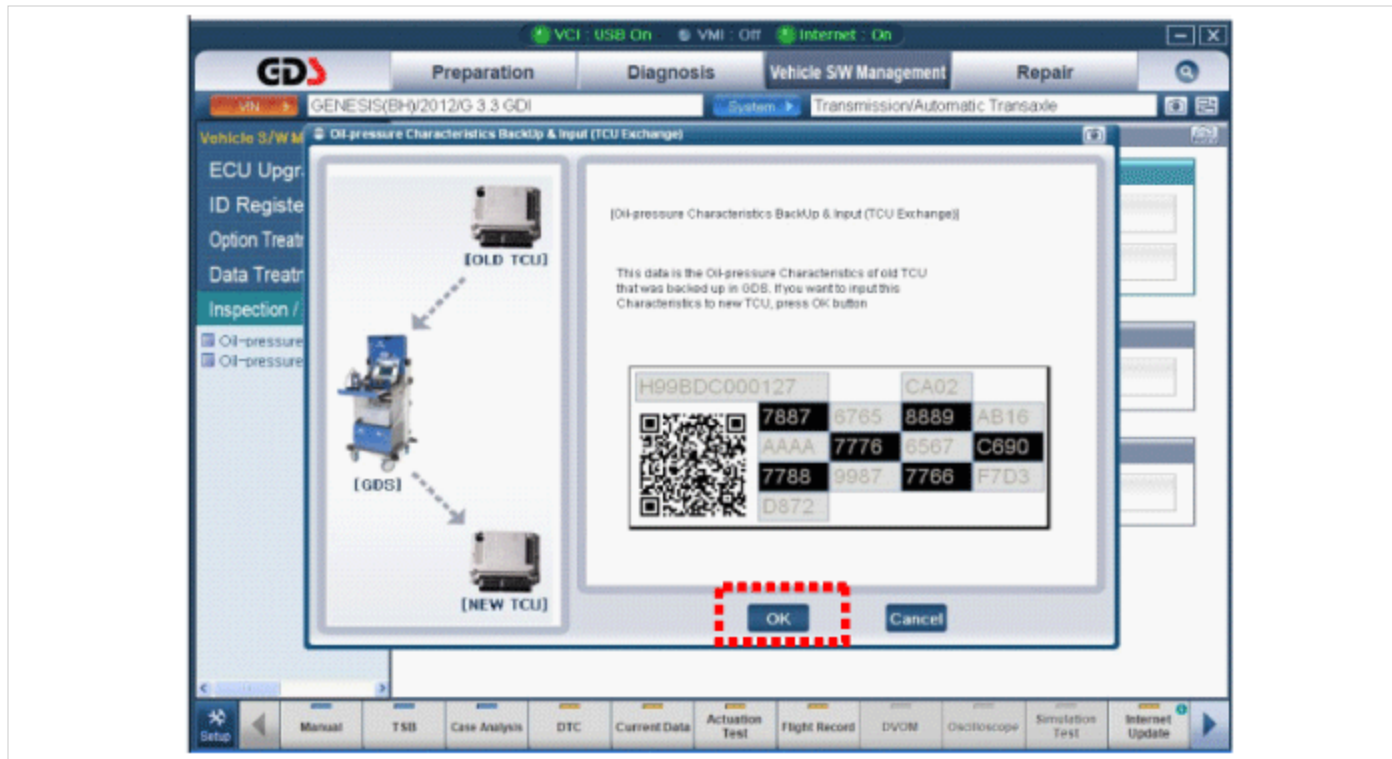 VCI : USB On VMI : Off Internet : On
GDS Preparation Diagnosis Vehicle S/W Management Repair
VIN GENESIS(BH)/2012/G 3.3 GDI System Transmission/Automatic Transaxle
Vehicle S/W M
Oil-pressure Characteristics BackUp & Input (TCU Exchange)
ECU Upgr
ID Registe
Option Treatr
Data Treatr
Inspection /
Oil-pressure
Oil-pressure
[OLD TCU]
[GDS]
[NEW TCU]
[Oil-pressure Characteristics BackUp & Input (TCU Exchange)]
This data is the Oil-pressure Characteristics of old TCU
that was backed up in GDS. If you want to input this
Characteristics to new TCU, press OK button
H99BDC000127 CA02
7887 6765 8889 AB16
AAAA 7776 6567 C690
7788 9987 7766 F7D3
D872
OK Cancel
Setup Manual TSB Case Analysis DTC Current Data Actuation Test Flight Record DVOM Oscilloscope Simulation Test Internet Update